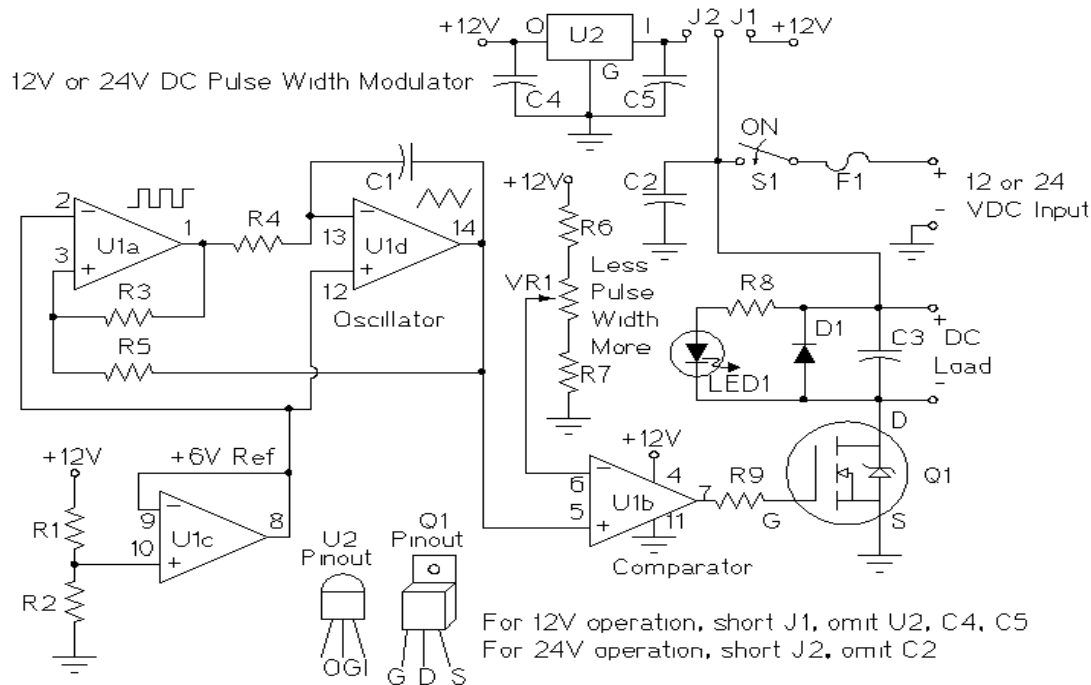 +12V
O
U2
I
J2
J1
+12V
G
12V or 24V DC Pulse Width Modulator
C4
C5
ON
C1
C2
S1
F1
+
-
12 or 24
VDC Input
+12V
2
−
U1a
1
3
+
R4
13
−
U1d
14
12
+
R3
R5
Oscillator
R6
VR1
Less
Pulse
Width
More
R7
R8
D1
C3
+
DC
Load
-
LED1
+12V
+6V Ref
R1
R2
9
−
U1c
8
10
+
+12V
6
−
4
U1b
7
5
+
11
R9
G
D
Q1
S
Comparator
U2
Pinout
OGI
Q1
Pinout
G D S
For 12V operation, short J1, omit U2, C4, C5
For 24V operation, short J2, omit C2